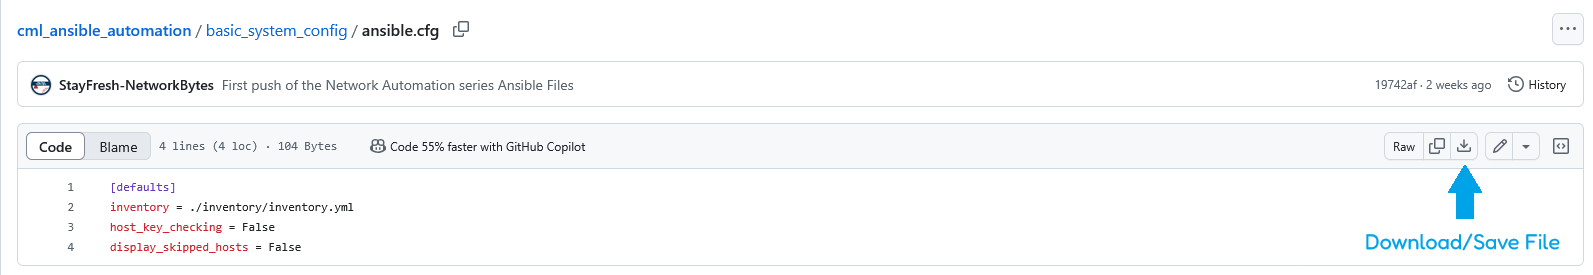 cml_ansible_automation / basic_system_config / ansible.cfg
StayFresh-NetworkBytes First push of the Network Automation series Ansible Files 19742af · 2 weeks ago History
Code Blame 4 lines (4 loc) · 104 Bytes Code 55% faster with GitHub Copilot Raw
1 [defaults]
2 inventory = ./inventory/inventory.yml
3 host_key_checking = False
4 display_skipped_hosts = False
Download/Save File